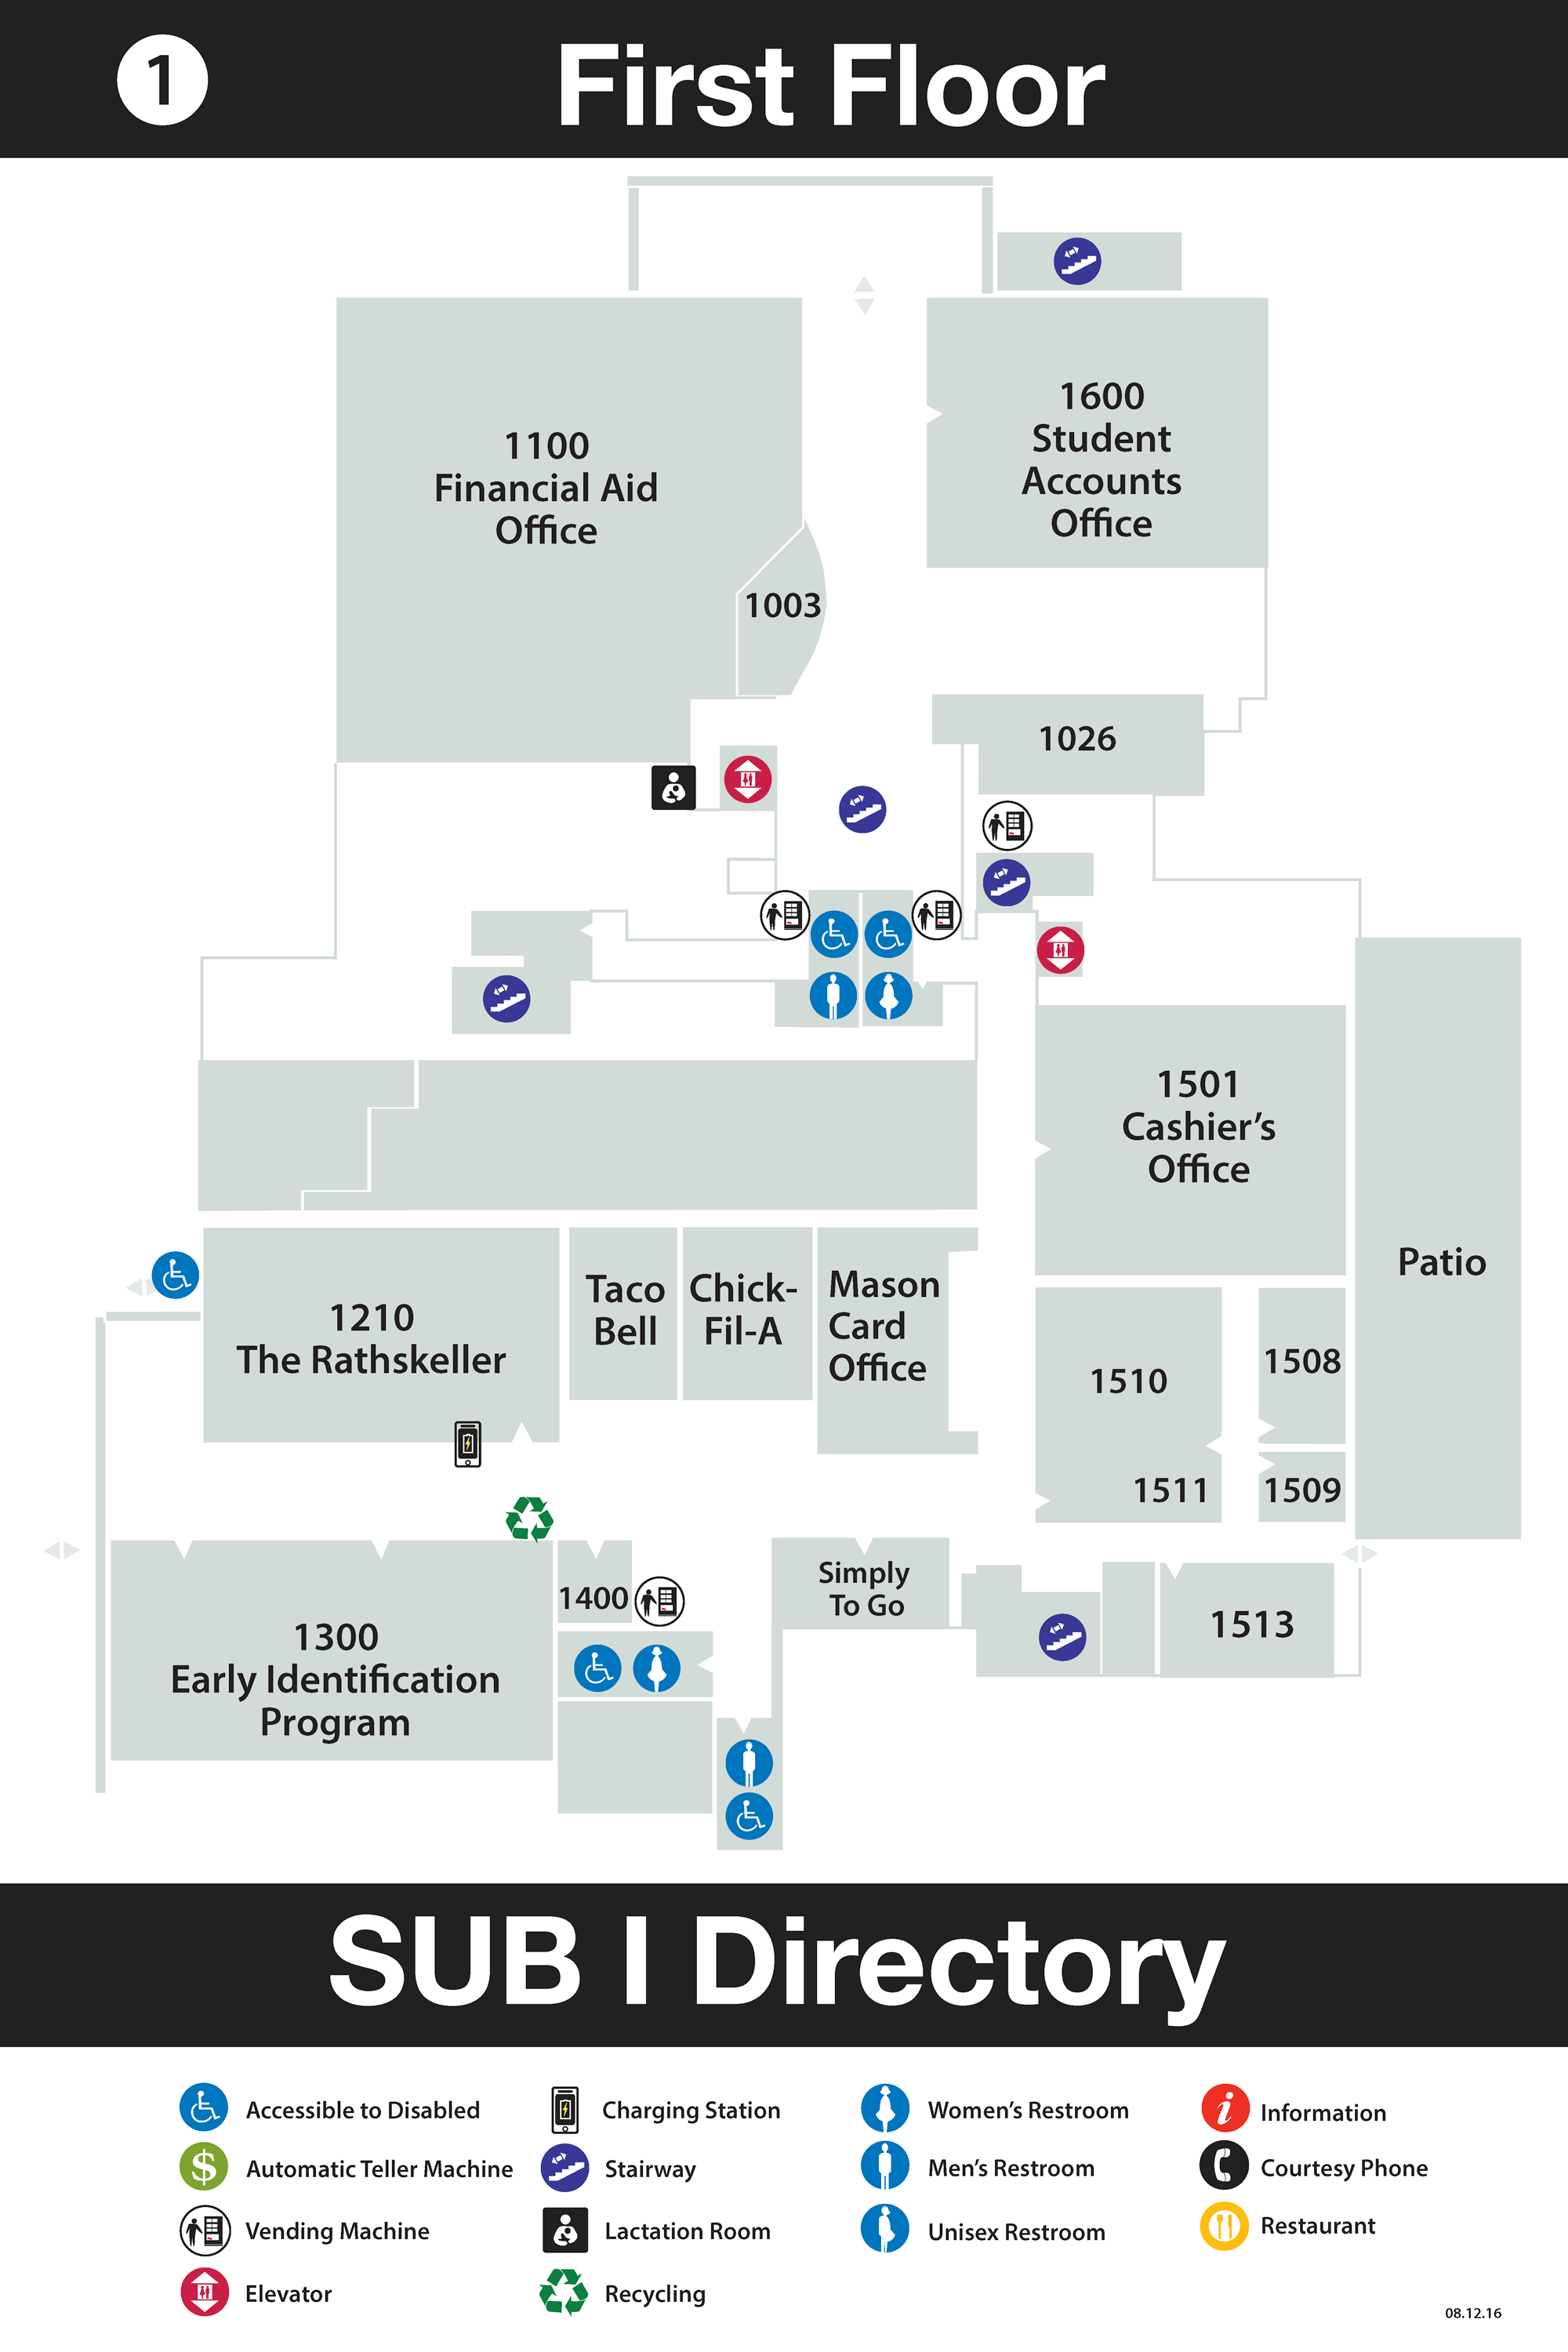 1
First Floor
1600
Student
Accounts
Office
1100
Financial Aid
Office
1003
1026
1501
Cashier’s
Office
Patio
Taco
Bell
Chick-
Fil-A
Mason
Card
Office
1210
The Rathskeller
1510
1508
1511
1509
Simply
To Go
1400
1513
1300
Early Identification
Program
SUB I Directory
Accessible to Disabled
Automatic Teller Machine
Vending Machine
Elevator
Charging Station
Stairway
Lactation Room
Recycling
Women’s Restroom
Men’s Restroom
Unisex Restroom
Information
Courtesy Phone
Restaurant
08.12.16